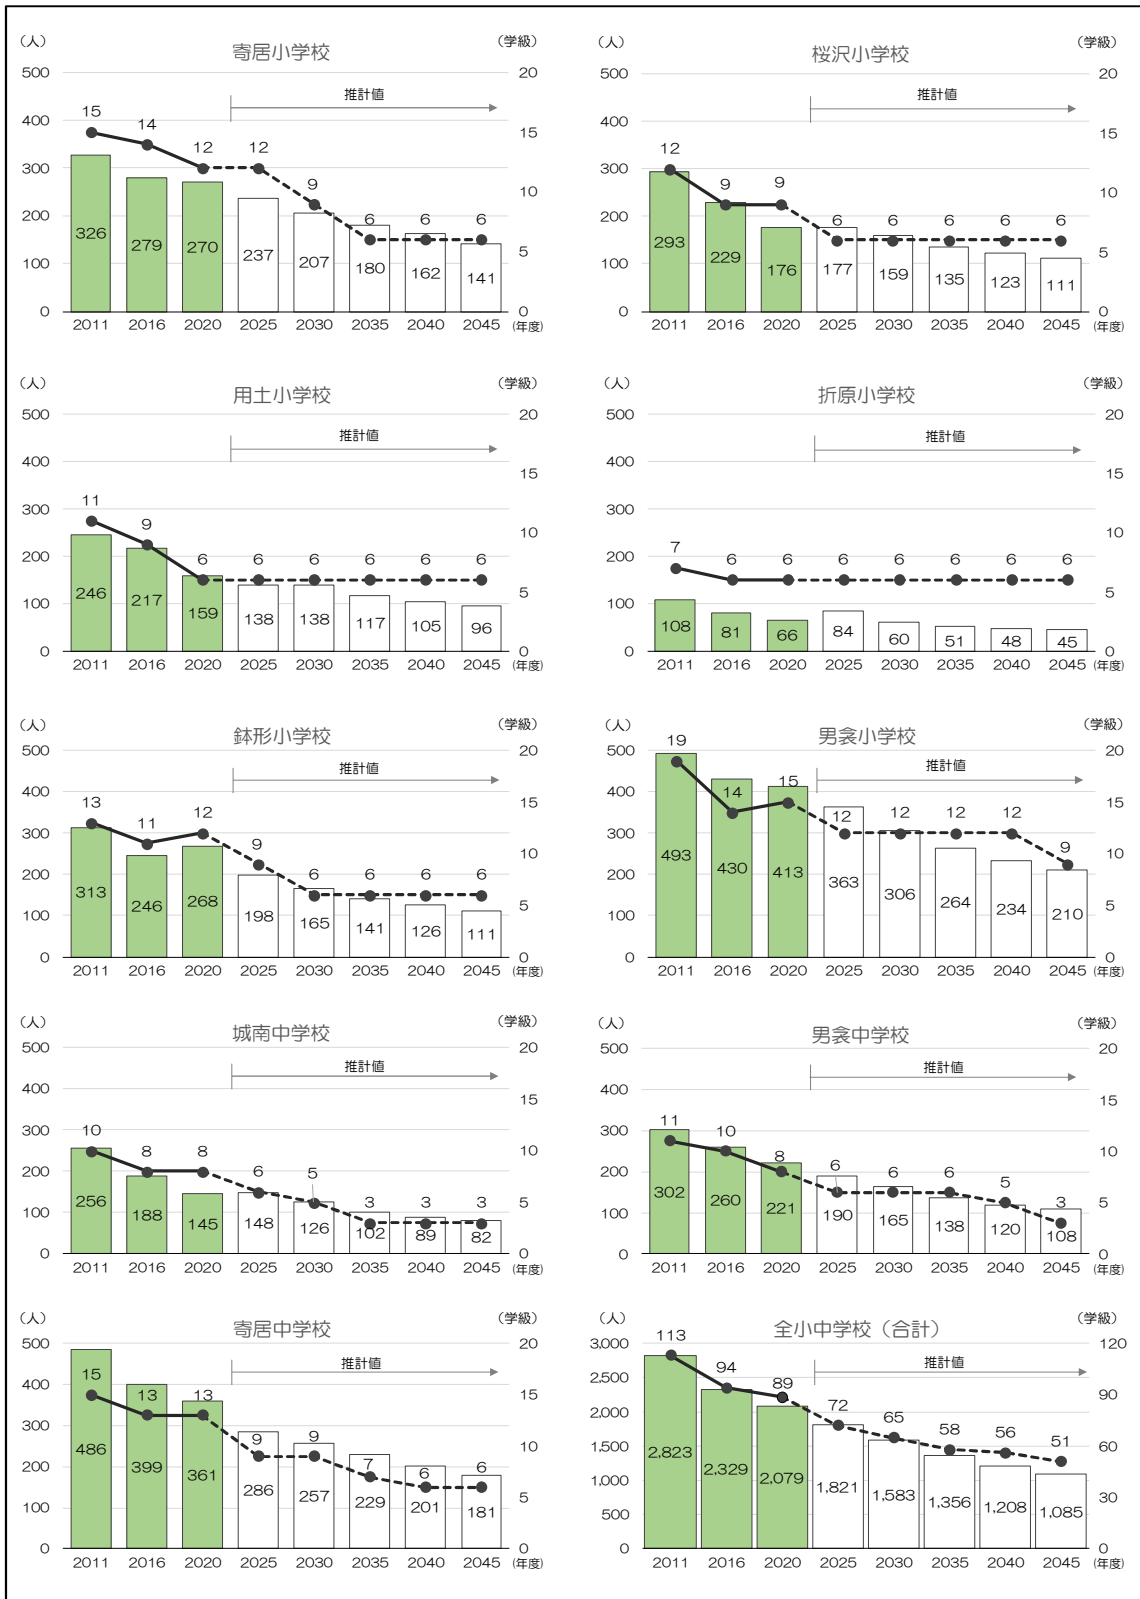 (人) 寄居小学校 (学級)
500 20
推計値
400 15
300 10
200 5
100
0 0
15 14 12 12 9 6 6 6
326 279 270 237 207 180 162 141
2011 2016 2020 2025 2030 2035 2040 2045 (年度)
(人) 桜沢小学校 (学級)
500 20
推計値
400 15
300 10
200 5
100
0 0
12 9 9 6 6 6 6 6
293 229 176 177 159 135 123 111
2011 2016 2020 2025 2030 2035 2040 2045 (年度)
(人) 用土小学校 (学級)
500 20
推計値
400 15
300 10
200 5
100
0 0
11 9 6 6 6 6 6 6
246 217 159 138 138 117 105 96
2011 2016 2020 2025 2030 2035 2040 2045 (年度)
(人) 折原小学校 (学級)
500 20
推計値
400 15
300 10
200 5
100
0 0
7 6 6 6 6 6 6 6
108 81 66 84 60 51 48 45
2011 2016 2020 2025 2030 2035 2040 2045 (年度)
(人) 鉢形小学校 (学級)
500 20
推計値
400 15
300 10
200 5
100
0 0
13 11 12 9 6 6 6 6
313 246 268 198 165 141 126 111
2011 2016 2020 2025 2030 2035 2040 2045 (年度)
(人) 男衾小学校 (学級)
500 20
推計値
400 15
300 10
200 5
100
0 0
19 14 15 12 12 12 12 9
493 430 413 363 306 264 234 210
2011 2016 2020 2025 2030 2035 2040 2045 (年度)
(人) 城南中学校 (学級)
500 20
推計値
400 15
300 10
200 5
100
0 0
10 8 8 6 5 3 3 3
256 188 145 148 126 102 89 82
2011 2016 2020 2025 2030 2035 2040 2045 (年度)
(人) 男衾中学校 (学級)
500 20
推計値
400 15
300 10
200 5
100
0 0
11 10 8 6 6 6 5 3
302 260 221 190 165 138 120 108
2011 2016 2020 2025 2030 2035 2040 2045 (年度)
(人) 寄居中学校 (学級)
500 20
推計値
400 15
300 10
200 5
100
0 0
15 13 13 9 9 7 6 6
486 399 361 286 257 229 201 181
2011 2016 2020 2025 2030 2035 2040 2045 (年度)
(人) 全小中学校（合計） (学級)
3,000 120
推計値
2,500 90
2,000 60
1,500 30
1,000
500
0 0
113 94 89 72 65 58 56 51
2,823 2,329 2,079 1,821 1,583 1,356 1,208 1,085
2011 2016 2020 2025 2030 2035 2040 2045 (年度)